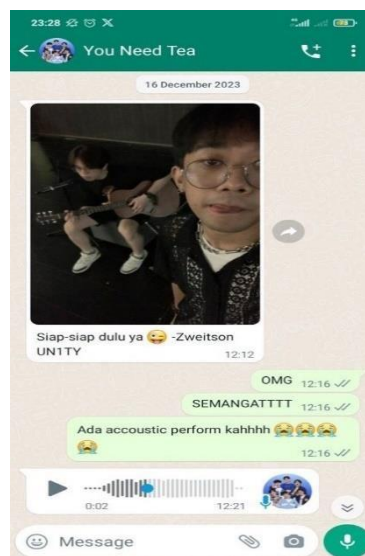 23:28
You Need Tea
16 December 2023
Siap-siap dulu ya 😜 -Zweitson
UN1TY
12:12
OMG 12:16
SEMANGATTTT 12:16
Ada accoustic perform kahhhh 😭😭😭
😭
12:16
0:02 12:21
Message